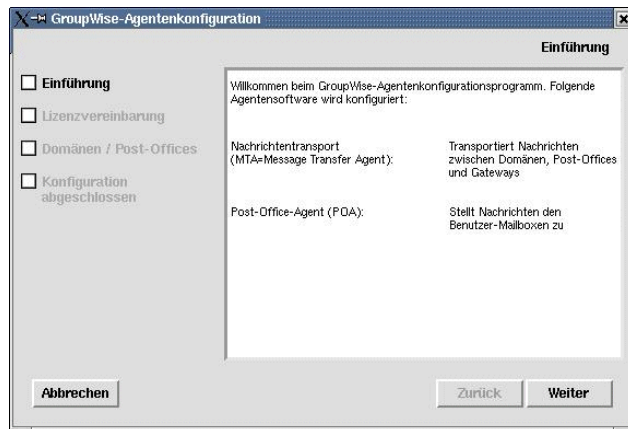 GroupWise-Agentenkonfiguration
Einführung
Einführung
Lizenzvereinbarung
Domänen / Post-Offices
Konfiguration
abgeschlossen
Willkommen beim GroupWise-Agentenkonfigurationsprogramm. Folgende
Agentensoftware wird konfiguriert:
Nachrichtentransport
(MTA=Message Transfer Agent):
Transportiert Nachrichten
zwischen Domänen, Post-Offices
und Gateways
Post-Office-Agent (POA):
Stellt Nachrichten den
Benutzer-Mailboxen zu
Abbrechen
Zurück
Weiter